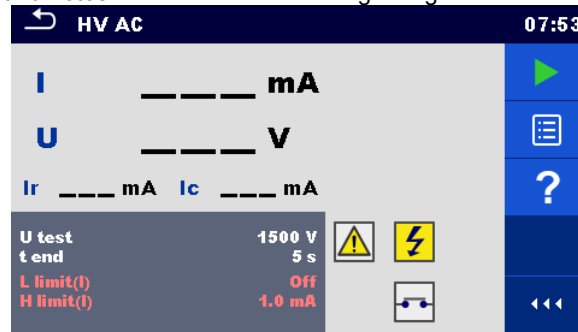 HV AC 07:53
I ___ mA
U ___ V
Ir ___ mA Ic ___ mA
?
U test 1500 V
t end 5 s
L limit(I) Off
H limit(I) 1.0 mA